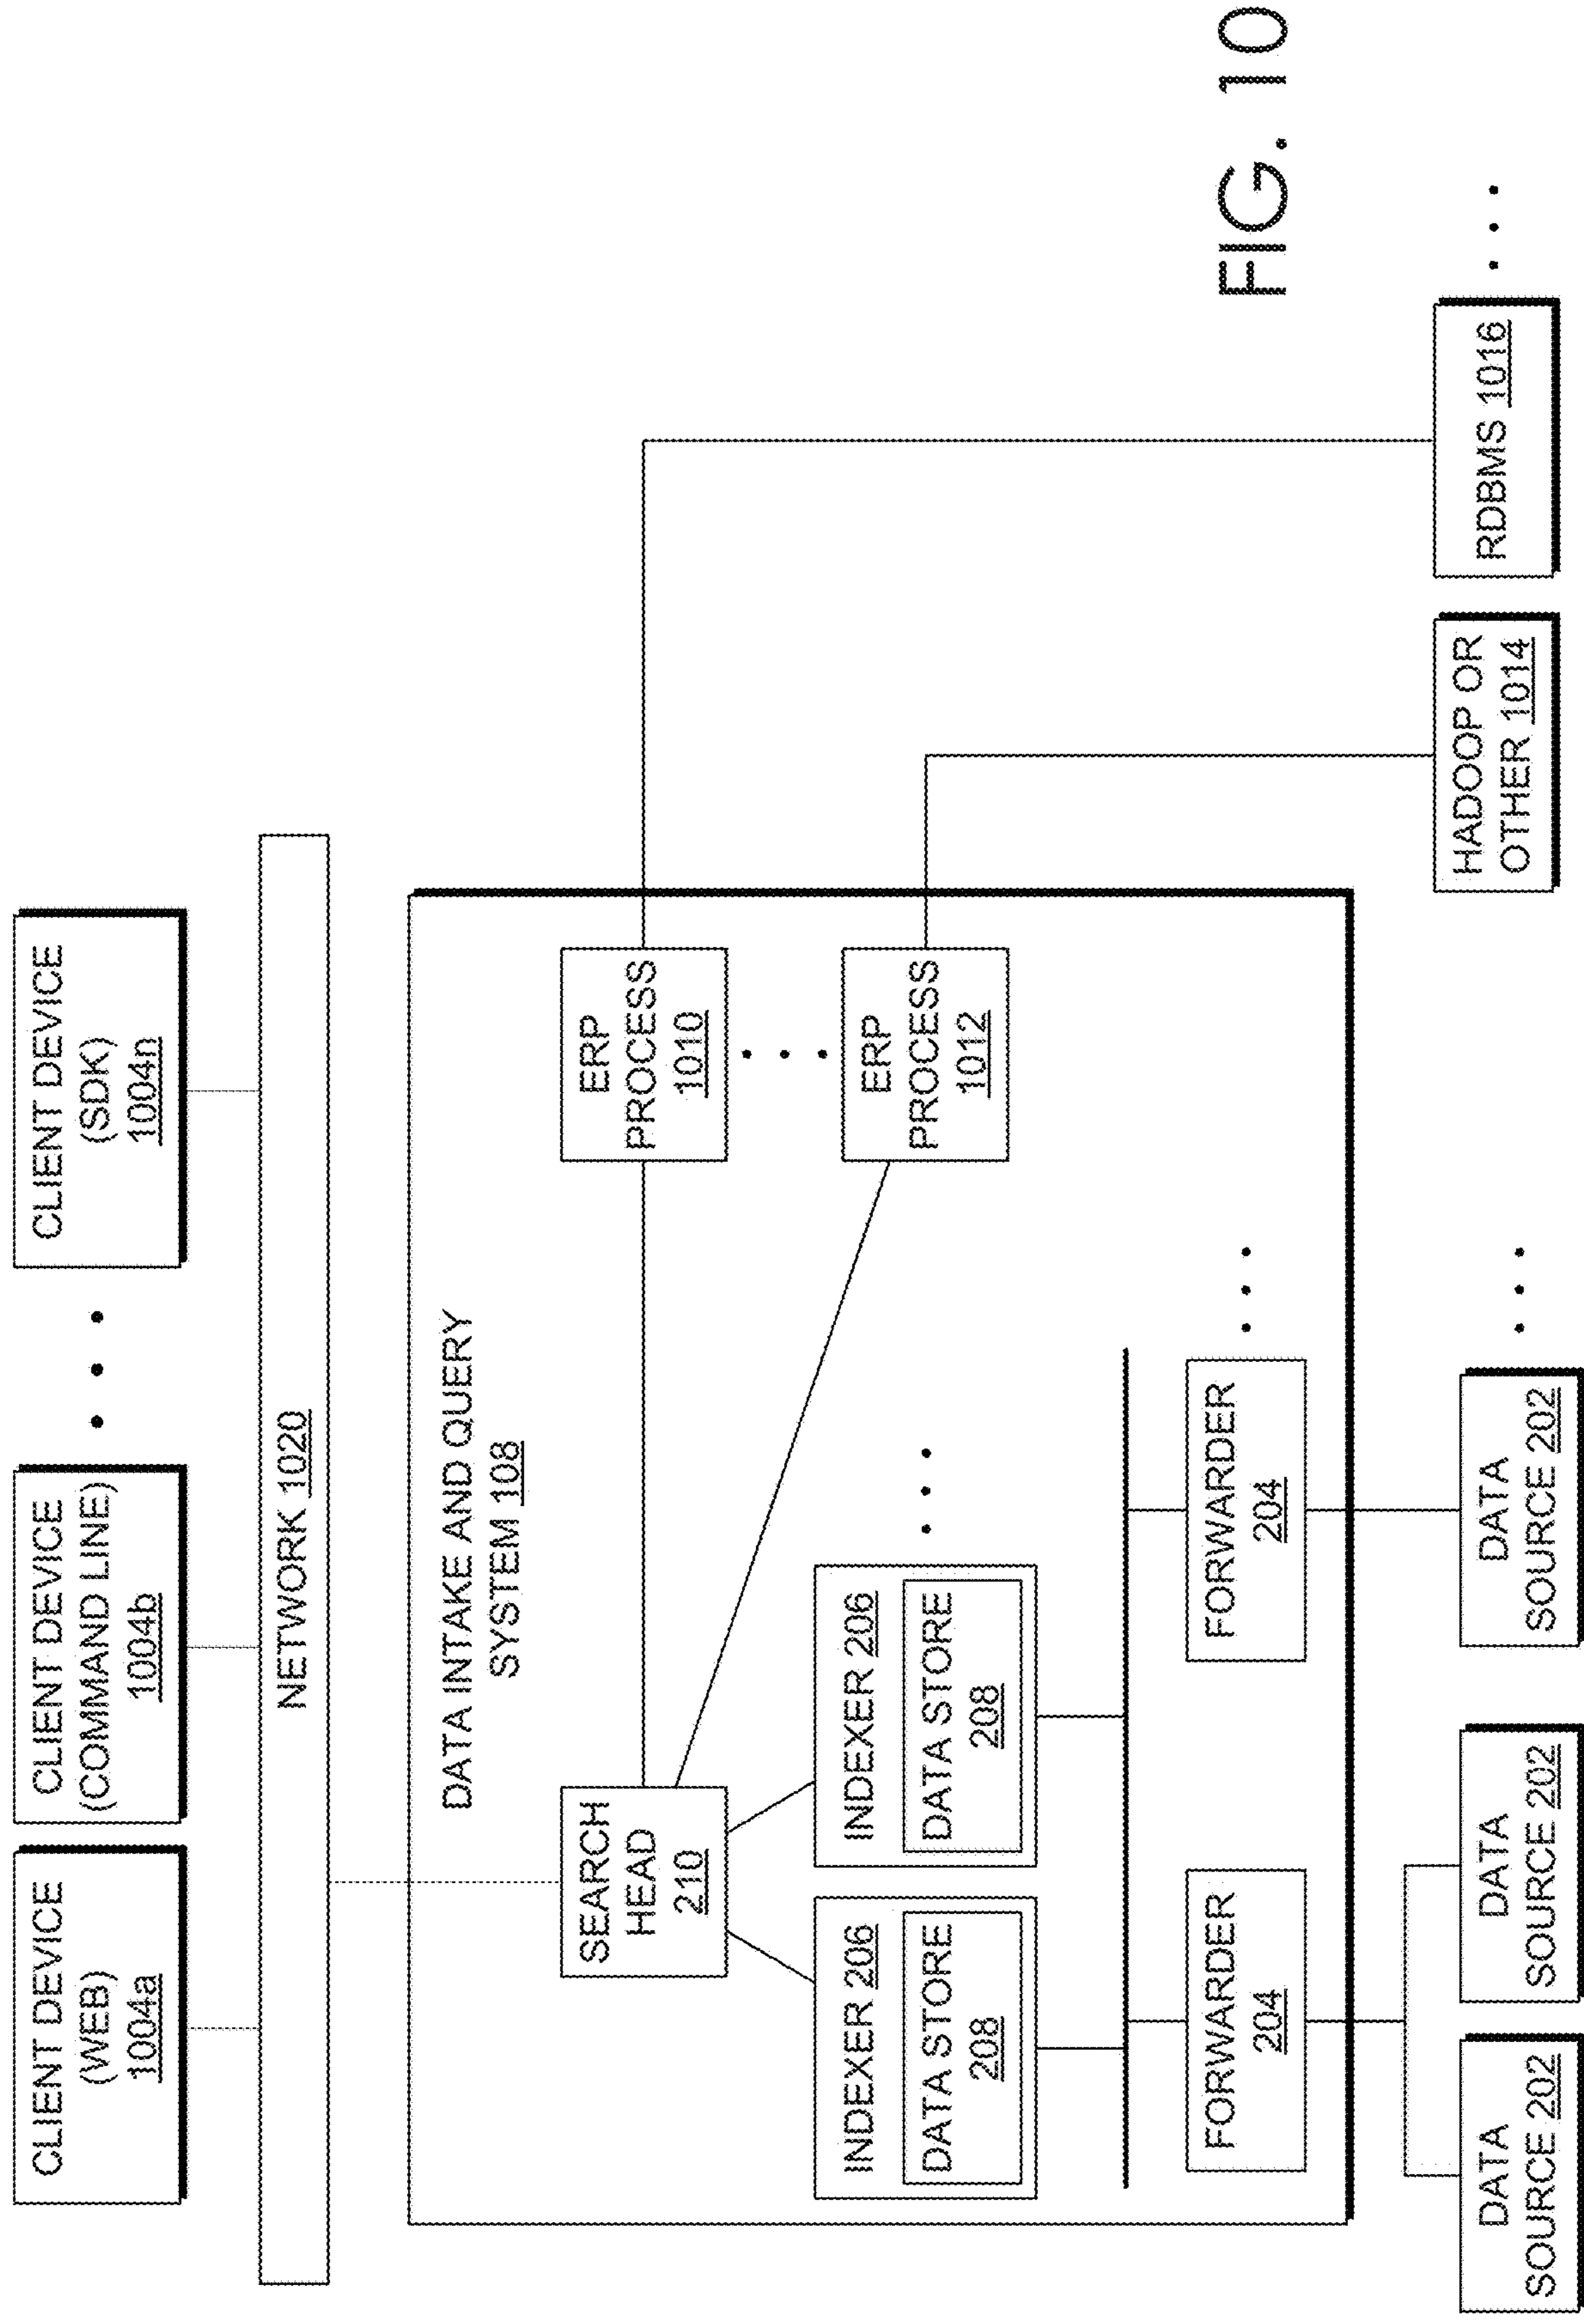 CLIENT DEVICE
(WEB)
1004a
CLIENT DEVICE
(COMMAND LINE)
1004b
CLIENT DEVICE
(SDK)
1004n
NETWORK 1020
DATA INTAKE AND QUERY
SYSTEM 108
SEARCH
HEAD
210
ERP
PROCESS
1010
INDEXER 206
DATA STORE
208
INDEXER 206
DATA STORE
208
ERP
PROCESS
1012
FORWARDER
204
FORWARDER
204
DATA
SOURCE 202
DATA
SOURCE 202
DATA
SOURCE 202
HADOOP OR
OTHER 1014
RDBMS 1016
FIG. 10